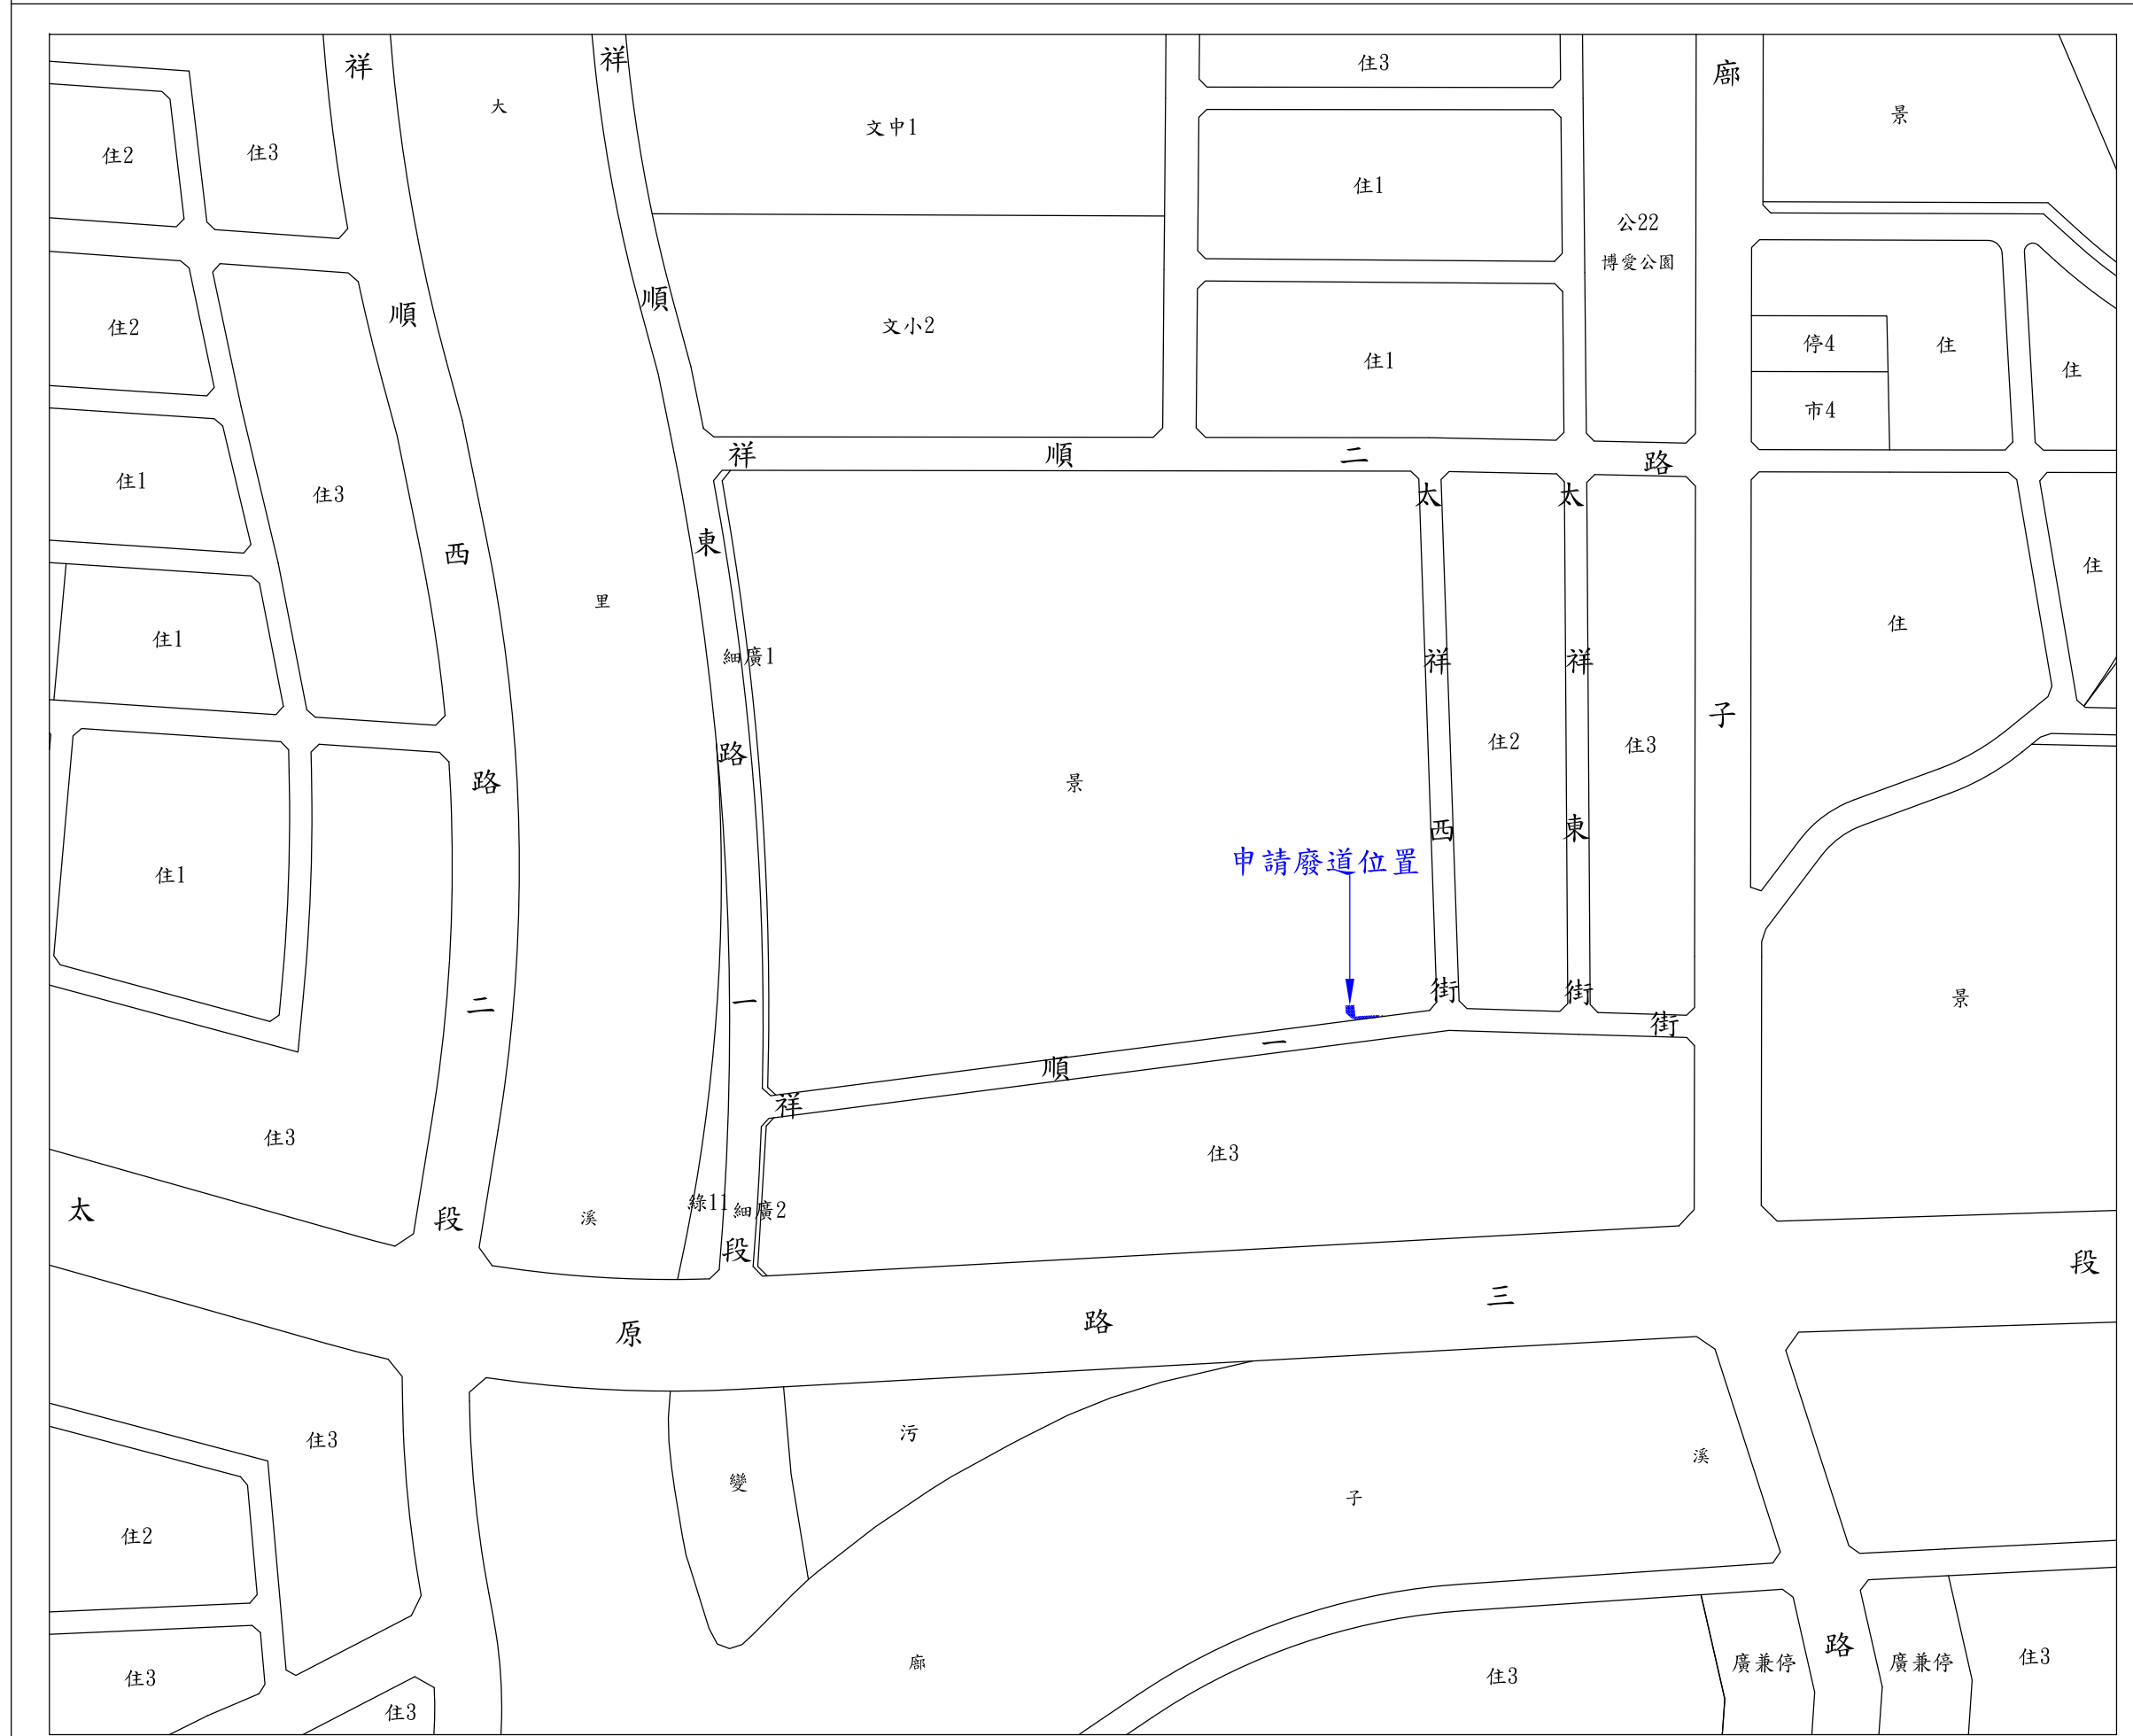 祥順西路二段
大里溪
祥順東路一段
住2
住3
文中1
住3
住1
公22
博愛公園
廍子路
景
住2
文小2
住1
停4
市4
住
住
住1
住3
祥順二路
太祥西街
太祥東街
住1
細廣1
景
住2
住3
住
住
住1
申請廢道位置
景
祥順一街
住3
住3
綠11
細廣2
太原路三段
住3
變
污
廍子溪
住2
住3
住3
住3
廣兼停
廣兼停
住3